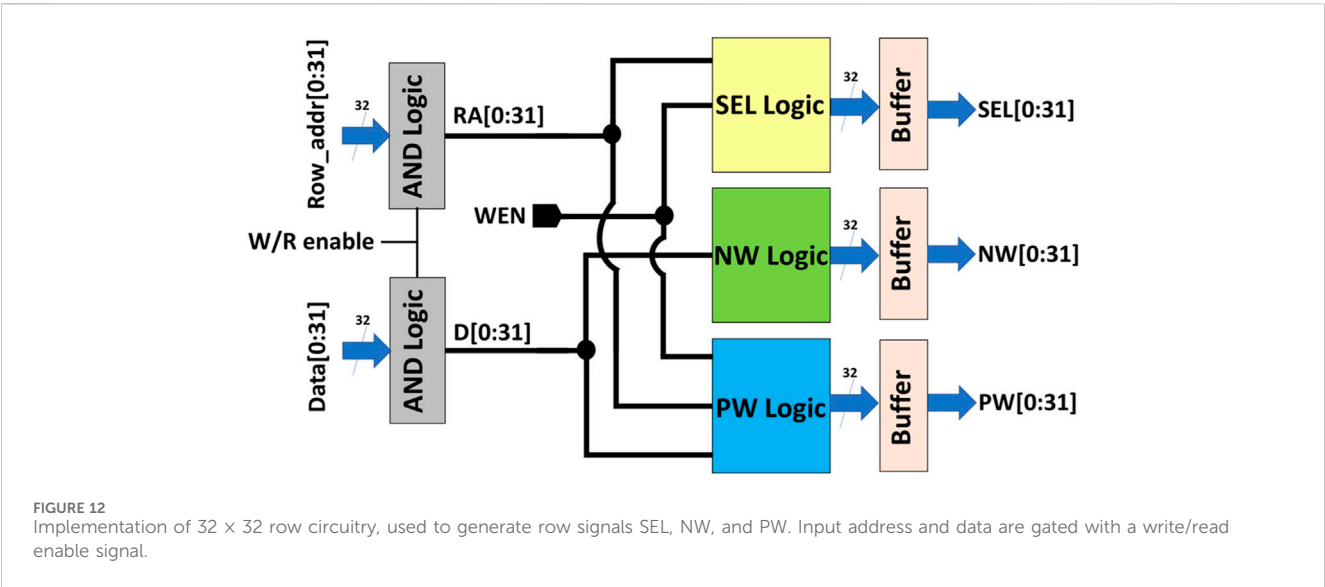 Row_addr[0:31]
32
AND Logic
RA[0:31]
SEL Logic
32
Buffer
SEL[0:31]
WEN
W/R enable
NW Logic
32
Buffer
NW[0:31]
Data[0:31]
32
AND Logic
D[0:31]
PW Logic
32
Buffer
PW[0:31]
FIGURE 12
Implementation of 32 × 32 row circuitry, used to generate row signals SEL, NW, and PW. Input address and data are gated with a write/read
enable signal.